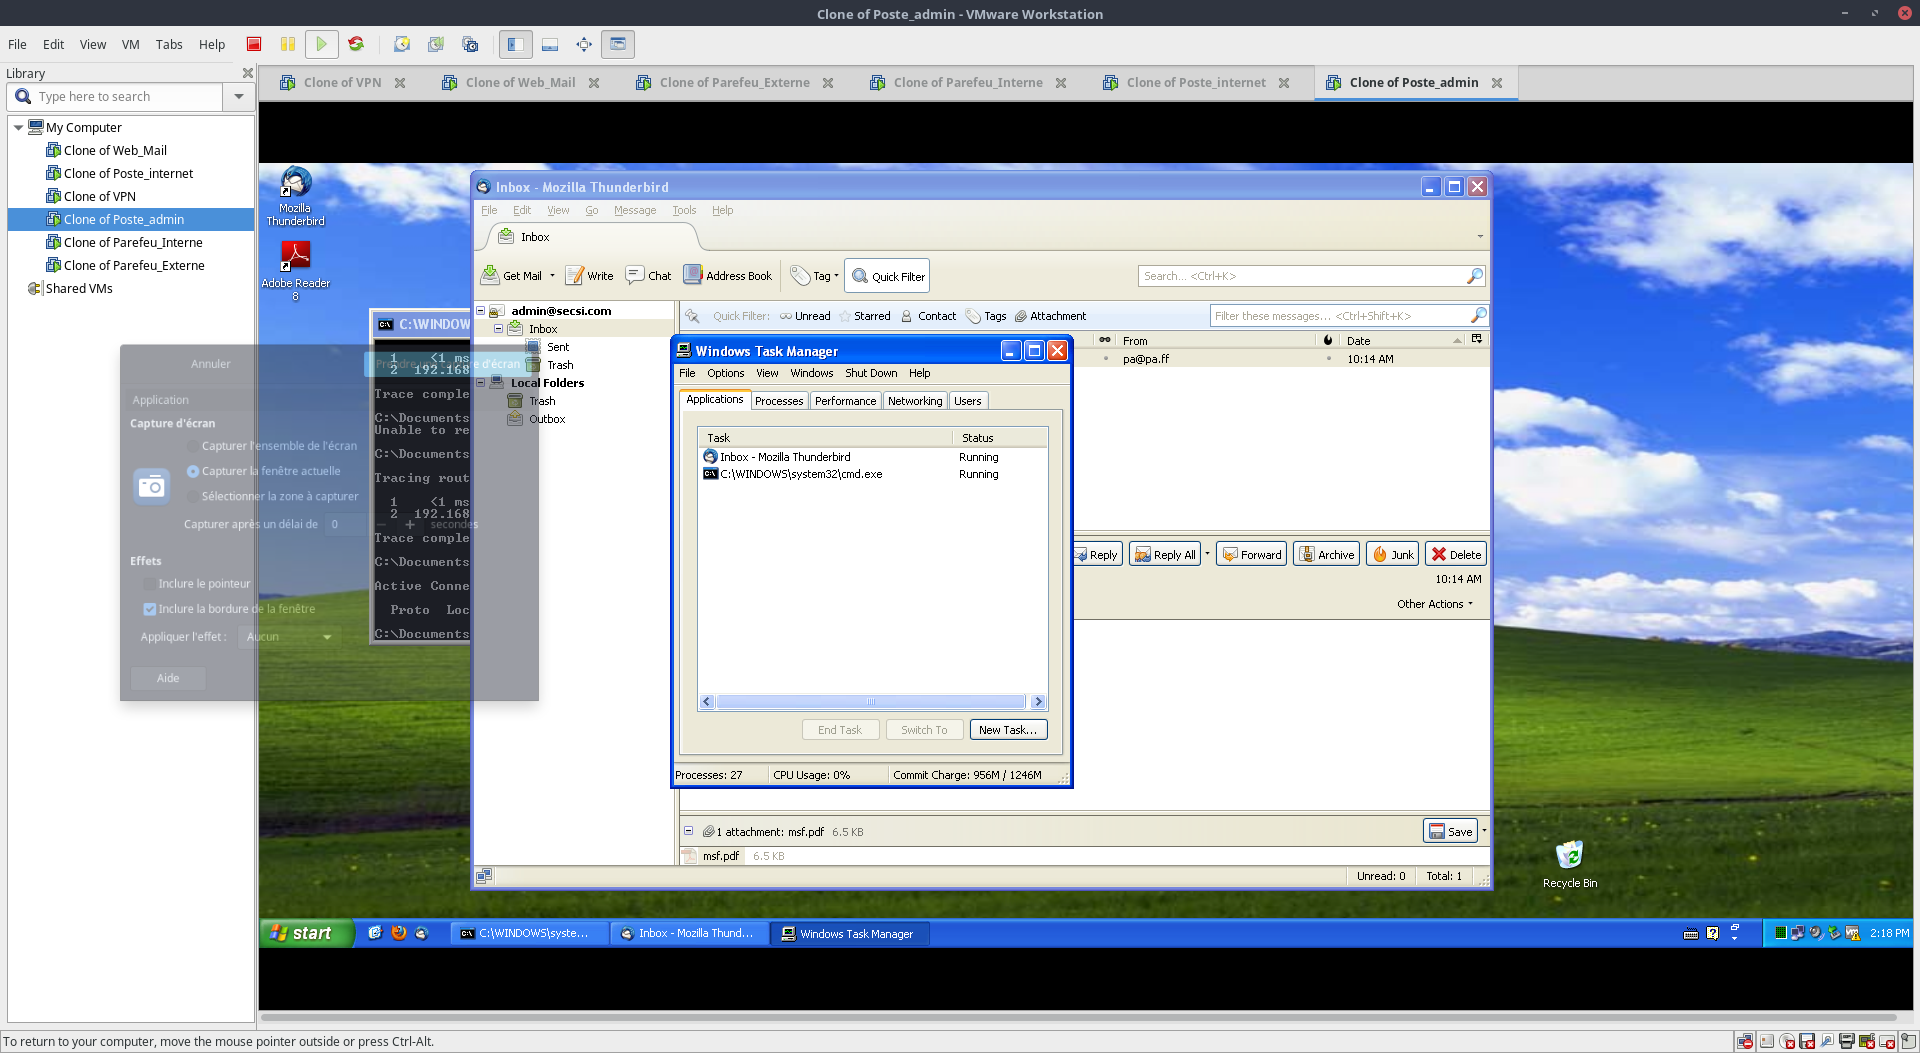 Clone of Poste_admin - VMware Workstation
File Edit View VM Tabs Help
Library
Type here to search
My Computer
Clone of Web_Mail
Clone of Poste_internet
Clone of VPN
Clone of Poste_admin
Clone of Parefeu_Interne
Clone of Parefeu_Externe
Shared VMs
Clone of VPN Clone of Web_Mail Clone of Parefeu_Externe Clone of Parefeu_Interne Clone of Poste_internet Clone of Poste_admin
Mozilla
Thunderbird
Adobe Reader
8
Inbox - Mozilla Thunderbird
File Edit View Go Message Tools Help
Inbox
Get Mail Write Chat Address Book Tag Quick Filter Search... <Ctrl+K>
admin@secsi.com
Inbox
Sent
Trash
Local Folders
Trash
Outbox
Quick Filter: Unread Starred Contact Tags Attachment Filter these messages... <Ctrl+Shift+K>
From Date
pa@pa.ff 10:14 AM
Reply Reply All Forward Archive Junk Delete
10:14 AM
Other Actions
1 attachment: msf.pdf 6.5 KB
Save
msf.pdf 6.5 KB
Unread: 0 Total: 1
Windows Task Manager
File Options View Windows Shut Down Help
Applications Processes Performance Networking Users
Task Status
Inbox - Mozilla Thunderbird Running
C:\WINDOWS\system32\cmd.exe Running
End Task Switch To New Task...
Processes: 27 CPU Usage: 0% Commit Charge: 956M / 1246M
C:\WINDOW
1 <1 ms
2 192.168
Trace comple
C:\Documents
Unable to re
C:\Documents
Tracing rout
1 <1 ms
2 192.168
Trace comple
C:\Documents
Active Conne
Proto Loc
C:\Documents
Annuler
Application
Capture d'écran
Capturer l'ensemble de l'écran
Capturer la fenêtre actuelle
Sélectionner la zone à capturer
Capturer après un délai de 0 - + secondes
Effets
Inclure le pointeur
Inclure la bordure de la fenêtre
Appliquer l'effet : Aucun
Aide
Recycle Bin
start C:\WINDOWS\syste... Inbox - Mozilla Thund... Windows Task Manager 2:18 PM
To return to your computer, move the mouse pointer outside or press Ctrl-Alt.